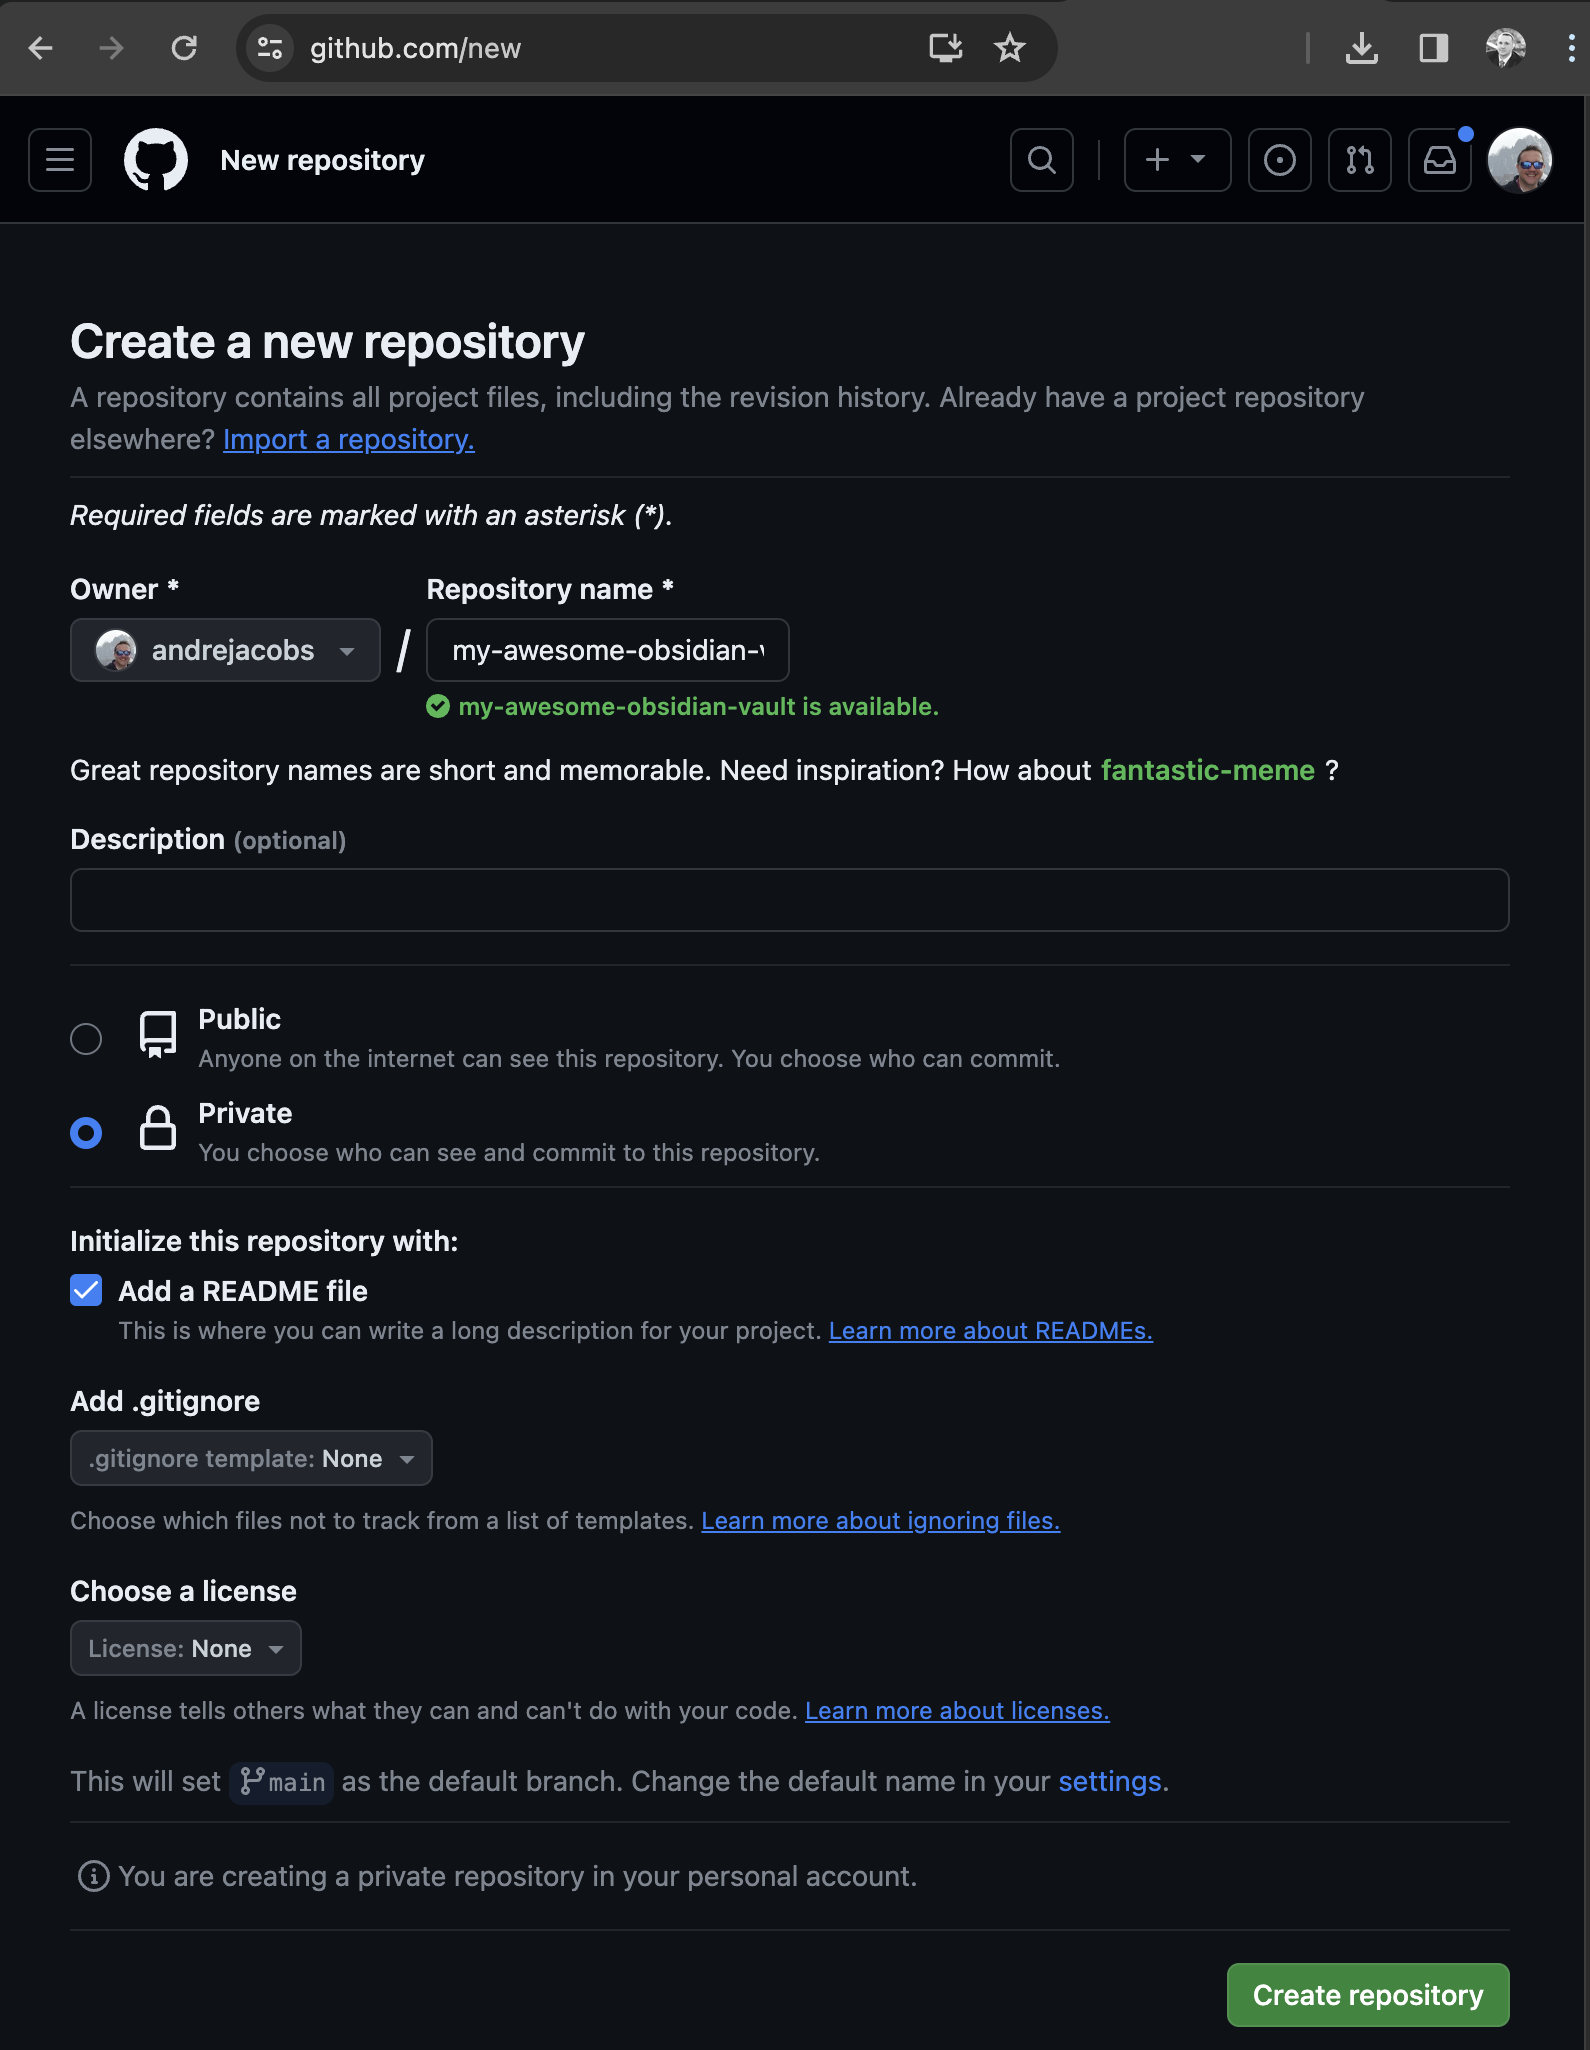 github.com/new
New repository
Create a new repository
A repository contains all project files, including the revision history. Already have a project repository
elsewhere? Import a repository.
Required fields are marked with an asterisk (*).
Owner * Repository name *
andrejacobs / my-awesome-obsidian-v
my-awesome-obsidian-vault is available.
Great repository names are short and memorable. Need inspiration? How about fantastic-meme ?
Description (optional)
Public
Anyone on the internet can see this repository. You choose who can commit.
Private
You choose who can see and commit to this repository.
Initialize this repository with:
Add a README file
This is where you can write a long description for your project. Learn more about READMEs.
Add .gitignore
.gitignore template: None
Choose which files not to track from a list of templates. Learn more about ignoring files.
Choose a license
License: None
A license tells others what they can and can't do with your code. Learn more about licenses.
This will set main as the default branch. Change the default name in your settings.
You are creating a private repository in your personal account.
Create repository